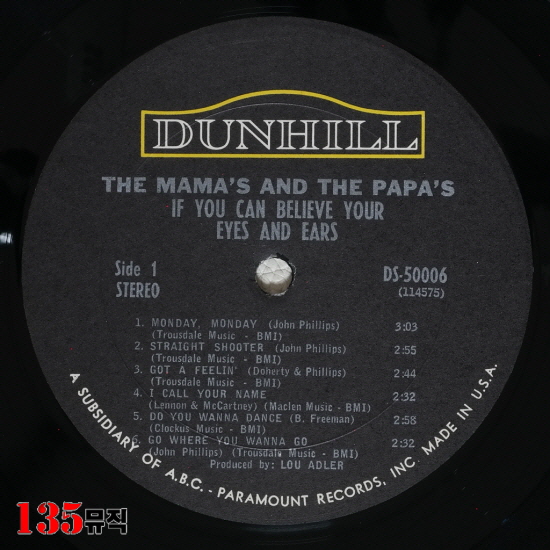 DUNHILL
THE MAMA'S AND THE PAPA'S
IF YOU CAN BELIEVE YOUR
EYES AND EARS
Side 1
STEREO
DS-50006
(114575)
1. MONDAY, MONDAY (John Phillips) 3:03
(Trousdale Music - BMI)
2. STRAIGHT SHOOTER (John Phillips) 2:55
(Trousdale Music - BMI)
3. GOT A FEELIN' (Doherty & Phillips) 2:44
(Trousdale Music - BMI)
4. I CALL YOUR NAME 2:32
(Lennon & McCartney) (Maclen Music - BMI)
5. DO YOU WANNA DANCE (B. Freeman) 2:58
(Clockus Music - BMI)
6. GO WHERE YOU WANNA GO 2:32
(John Phillips) (Trousdale Music - BMI)
Produced by: LOU ADLER
A SUBSIDIARY OF A.B.C. - PARAMOUNT RECORDS, INC. MADE IN U.S.A.
135뮤직